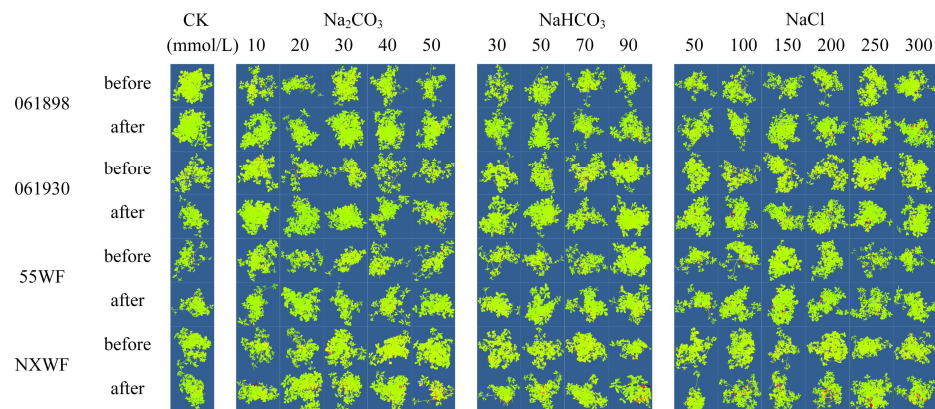 CK Na₂CO₃ NaHCO₃ NaCl
(mmol/L) 10 20 30 40 50 30 50 70 90 50 100 150 200 250 300
061898 before
after
061930 before
after
55WF before
after
NXWF before
after